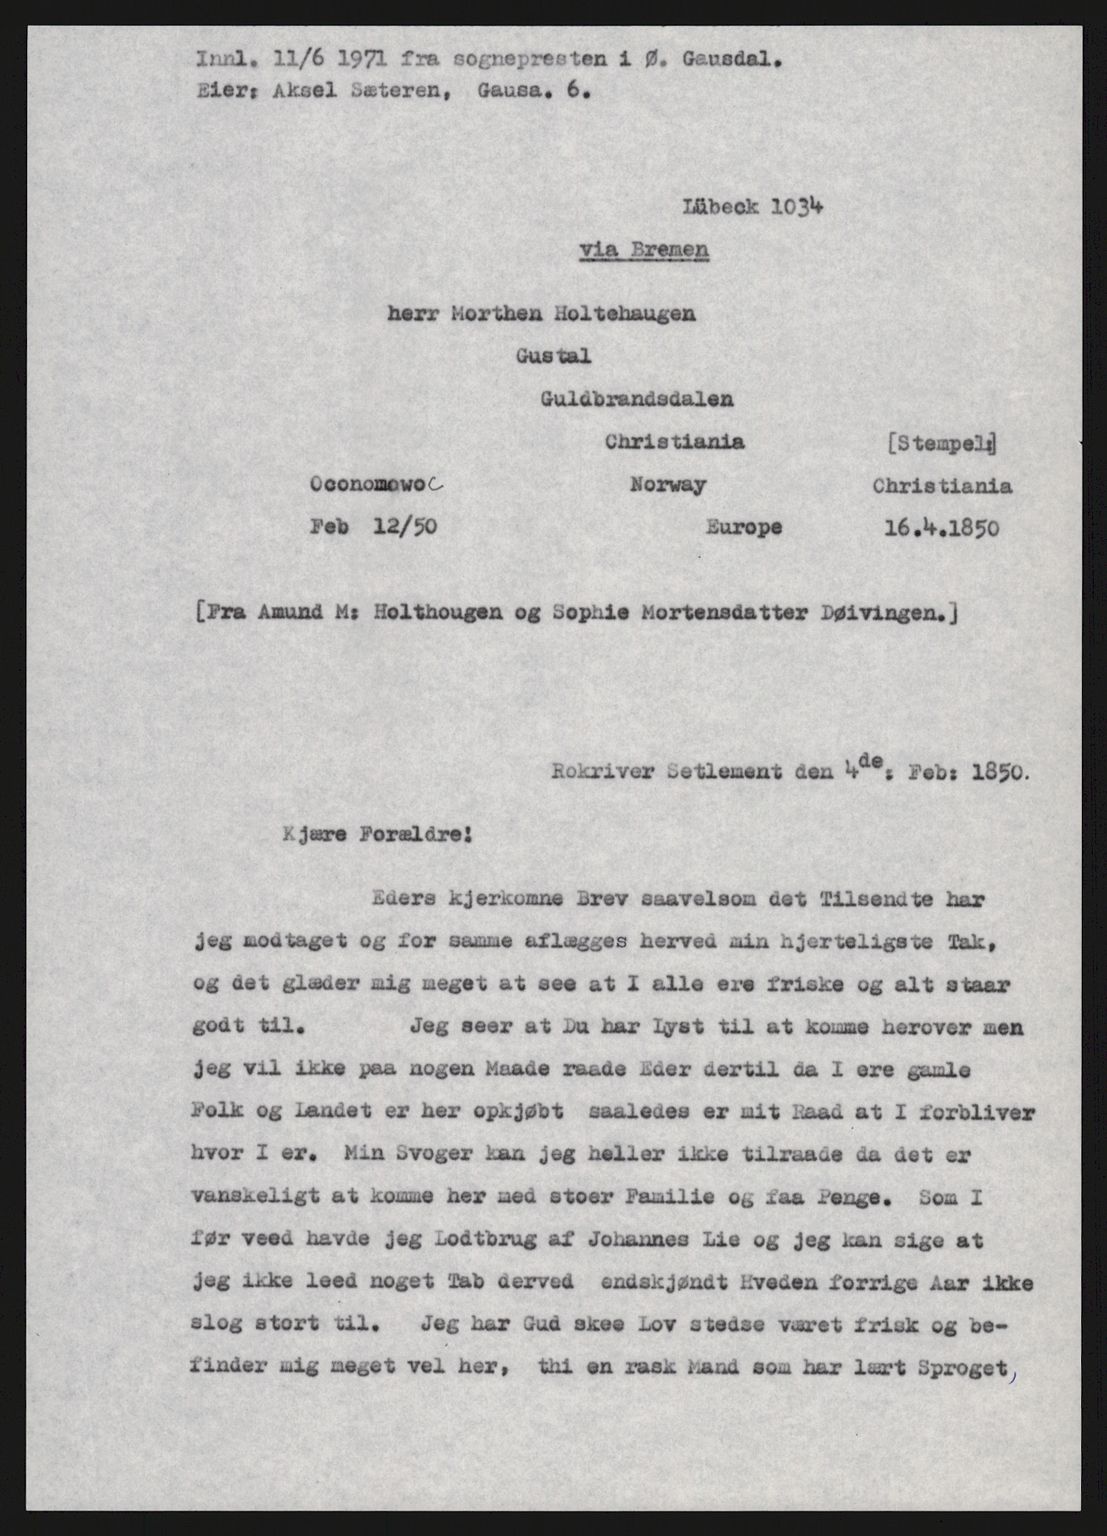 Innl. 11/6 1971 fra sognepresten i Ø. Gausdal.
Eier: Aksel Sæteren, Gausa. 6.
Lübeck 1034
via Bremen
herr Morthen Holtehaugen
Gustal
Guldbrandsdalen
Christiania [Stempel:]
Oconomowoc Norway Christiania
Feb 12/50 Europe 16.4.1850
[Fra Amund M: Holthougen og Sophie Mortensdatter Døivingen.]
Rokriver Setlement den 4de: Feb: 1850.
Kjære Forældre!
Eders kjerkomne Brev saavelsom det Tilsendte har
jeg modtaget og for samme aflægges herved min hjerteligste Tak,
og det glæder mig meget at see at I alle ere friske og alt staar
godt til. Jeg seer at Du har Lyst til at komme herover men
jeg vil ikke paa nogen Maade raade Eder dertil da I ere gamle
Folk og Landet er her opkjøbt saaledes er mit Raad at I forbliver
hvor I er. Min Svoger kan jeg heller ikke tilraade da det er
vanskeligt at komme her med stoer Familie og faa Penge. Som I
før veed havde jeg Lodtbrug af Johannes Lie og jeg kan sige at
jeg ikke leed noget Tab derved endskjøndt Hveden forrige Aar ikke
slog stort til. Jeg har Gud skee Lov stedse været frisk og be-
finder mig meget vel her, thi en rask Mand som har lært Sproget,